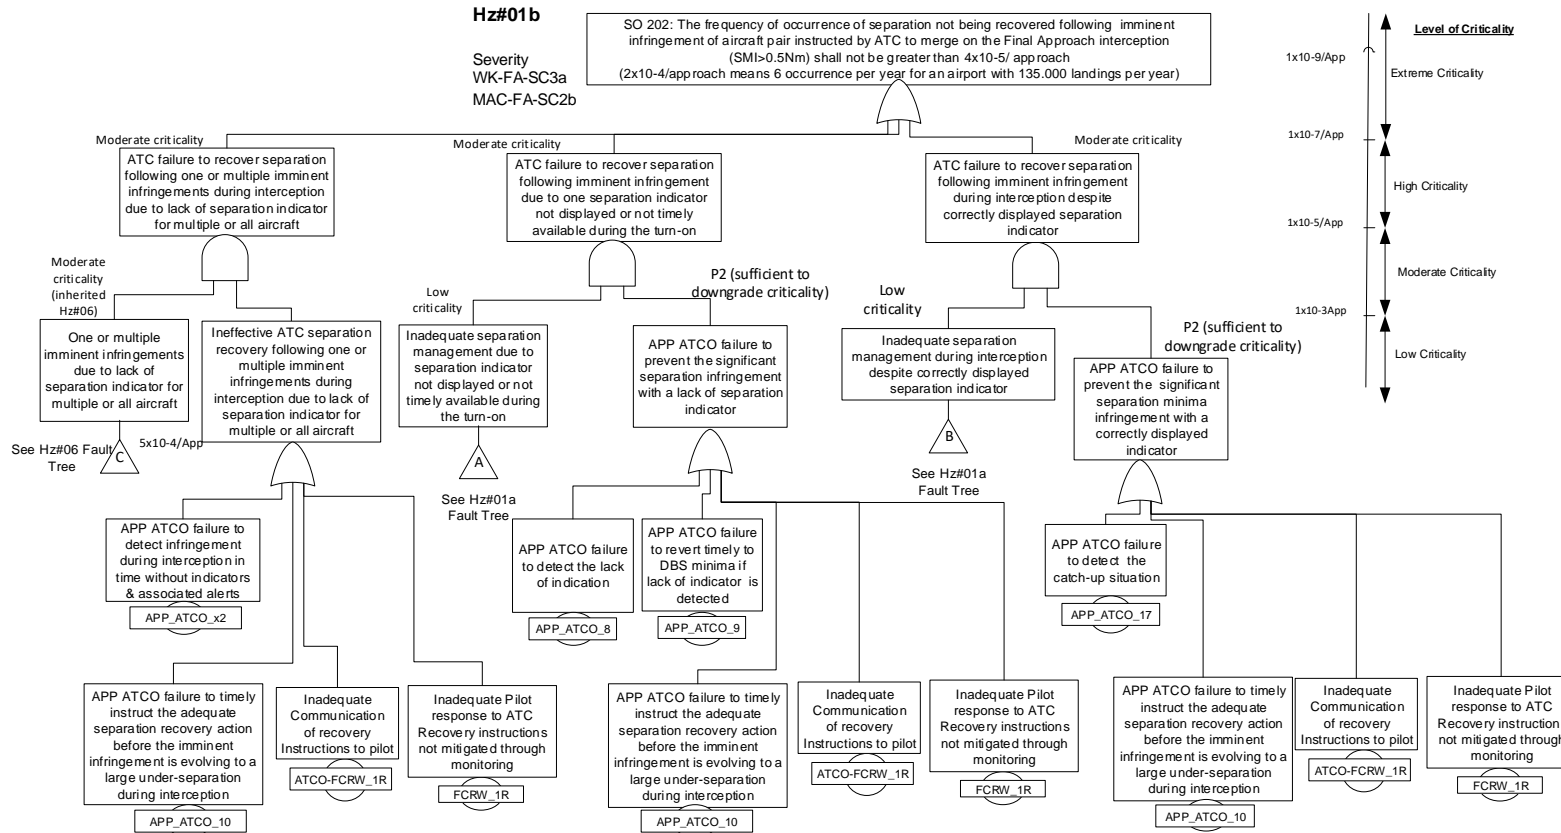 Hz#01b
Severity
WK-FA-SC3a
MAC-FA-SC2b
SO 202: The frequency of occurrence of separation not being recovered following imminent
infringement of aircraft pair instructed by ATC to merge on the Final Approach interception
(SMI>0.5Nm) shall not be greater than 4x10-5/ approach
(2x10-4/approach means 6 occurrence per year for an airport with 135.000 landings per year)
Level of Criticality
1x10-9/App
Extreme Criticality
1x10-7/App
High Criticality
1x10-5/App
Moderate Criticality
1x10-3App
Low Criticality
Moderate criticality
ATC failure to recover separation
following one or multiple imminent
infringements during interception
due to lack of separation indicator
for multiple or all aircraft
Moderate criticality
ATC failure to recover separation
following imminent infringement
due to one separation indicator
not displayed or not timely
available during the turn-on
Moderate criticality
ATC failure to recover separation
following imminent infringement
during interception despite
correctly displayed separation
indicator
Moderate
criticality
(inherited
Hz#06)
One or multiple
imminent infringements
due to lack of
separation indicator for
multiple or all aircraft
C
See Hz#06 Fault
Tree
Ineffective ATC separation
recovery following one or
multiple imminent
infringements during
interception due to lack of
separation indicator for
multiple or all aircraft
5x10-4/App
Low
criticality
Inadequate separation
management due to
separation indicator
not displayed or not
timely available during
the turn-on
A
See Hz#01a
Fault Tree
P2 (sufficient to
downgrade criticality)
APP ATCO failure to
prevent the significant
separation infringement
with a lack of separation
indicator
Low
criticality
Inadequate separation
management during interception
despite correctly displayed
separation indicator
B
See Hz#01a
Fault Tree
P2 (sufficient to
downgrade criticality)
APP ATCO failure to
prevent the significant
separation minima
infringement with a
correctly displayed
indicator
APP ATCO failure to
detect infringement
during interception in
time without indicators
& associated alerts
APP_ATCO_x2
APP ATCO failure
to detect the lack
of indication
APP_ATCO_8
APP ATCO failure
to revert timely to
DBS minima if
lack of indicator is
detected
APP_ATCO_9
APP ATCO failure
to detect the
catch-up situation
APP_ATCO_17
APP ATCO failure to timely
instruct the adequate
separation recovery action
before the imminent
infringement is evolving to a
large under-separation
during interception
APP_ATCO_10
Inadequate
Communication
of recovery
Instructions to pilot
ATCO-FCRW_1R
Inadequate Pilot
response to ATC
Recovery instructions
not mitigated through
monitoring
FCRW_1R
APP ATCO failure to timely
instruct the adequate
separation recovery action
before the imminent
infringement is evolving to a
large under-separation
during interception
APP_ATCO_10
Inadequate
Communication
of recovery
Instructions to pilot
ATCO-FCRW_1R
Inadequate Pilot
response to ATC
Recovery instructions
not mitigated through
monitoring
FCRW_1R
APP ATCO failure to timely
instruct the adequate
separation recovery action
before the imminent
infringement is evolving to a
large under-separation
during interception
APP_ATCO_10
Inadequate
Communication
of recovery
Instructions to pilot
ATCO-FCRW_1R
Inadequate Pilot
response to ATC
Recovery instruction
not mitigated through
monitoring
FCRW_1R